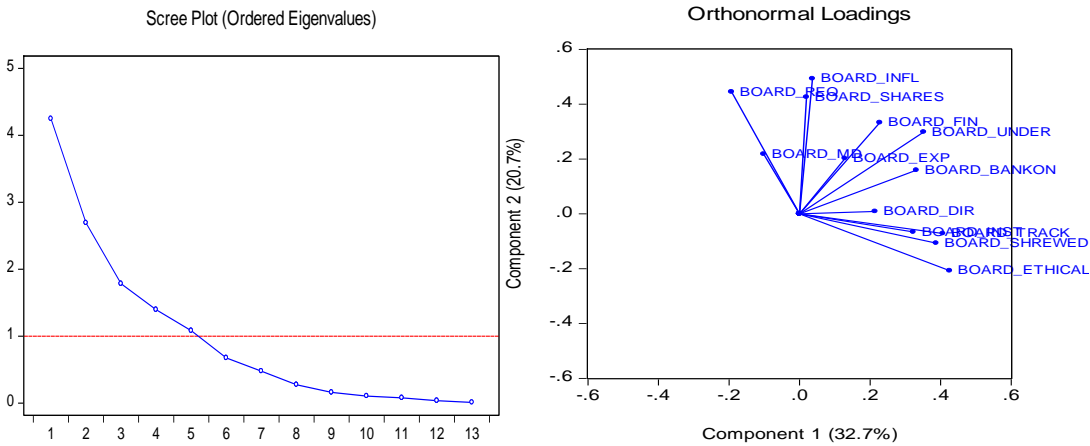 Scree Plot (Ordered Eigenvalues)
5
4
3
2
1
0
1 2 3 4 5 6 7 8 9 10 11 12 13
Orthonormal Loadings
Component 2 (20.7%)
.6
.4
.2
.0
-.2
-.4
-.6
BOARD_INFL
BOARD_REQ
BOARD_SHARES
BOARD_FIN
BOARD_UNDER
BOARD_MD
BOARD_EXP
BOARD_BANKON
BOARD_DIR
BOARD_INST
BOARD_TRACK
BOARD_SHREWED
BOARD_ETHICAL
-.6 -.4 -.2 .0 .2 .4 .6
Component 1 (32.7%)